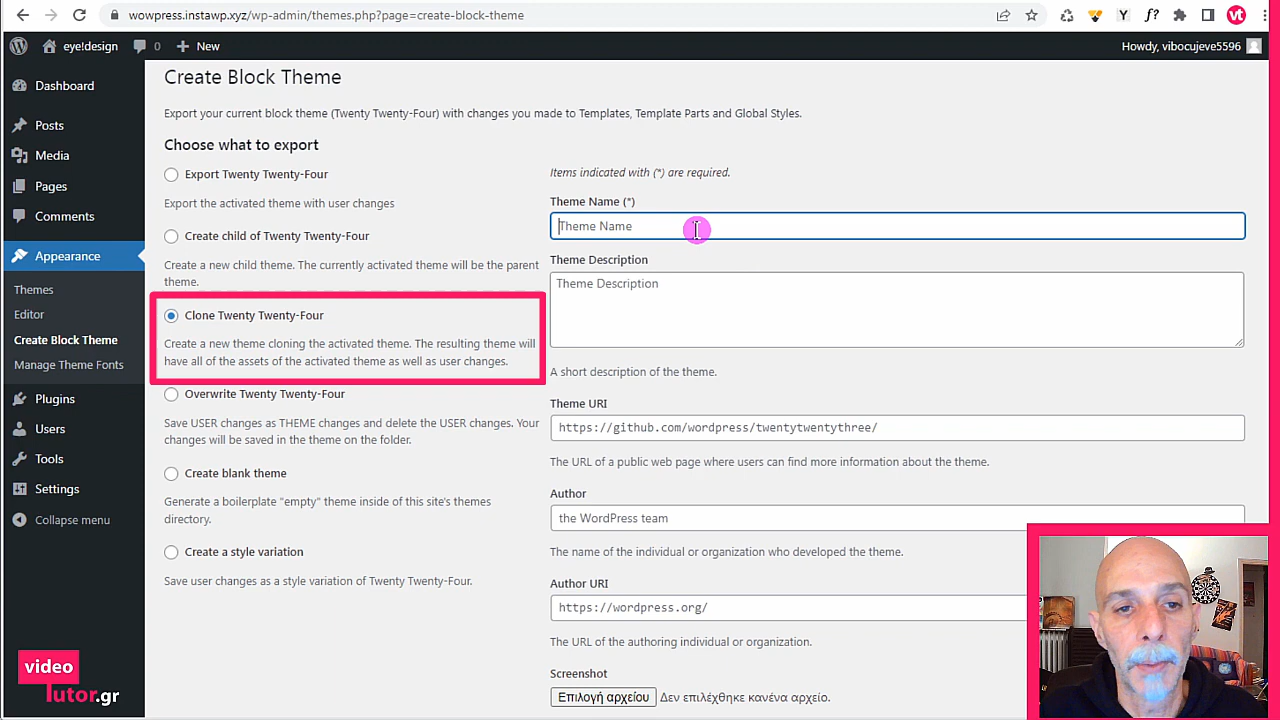 wowpress.instawp.xyz/wp-admin/themes.php?page=create-block-theme
eye!design
0
New
Howdy, vibocujeve5596
Dashboard
Posts
Media
Pages
Comments
Appearance
Themes
Editor
Create Block Theme
Manage Theme Fonts
Plugins
Users
Tools
Settings
Collapse menu
Create Block Theme
Export your current block theme (Twenty Twenty-Four) with changes you made to Templates, Template Parts and Global Styles.
Choose what to export
Export Twenty Twenty-Four
Export the activated theme with user changes
Create child of Twenty Twenty-Four
Create a new child theme. The currently activated theme will be the parent
theme.
Clone Twenty Twenty-Four
Create a new theme cloning the activated theme. The resulting theme will
have all of the assets of the activated theme as well as user changes.
Overwrite Twenty Twenty-Four
Save USER changes as THEME changes and delete the USER changes. Your
changes will be saved in the theme on the folder.
Create blank theme
Generate a boilerplate "empty" theme inside of this site's themes
directory.
Create a style variation
Save user changes as a style variation of Twenty Twenty-Four.
Items indicated with (*) are required.
Theme Name (*)
Theme Name
Theme Description
Theme Description
A short description of the theme.
Theme URI
https://github.com/wordpress/twentytwentythree/
The URL of a public web page where users can find more information about the theme.
Author
the WordPress team
The name of the individual or organization who developed the theme.
Author URI
https://wordpress.org/
The URL of the authoring individual or organization.
Screenshot
Επιλογή αρχείου Δεν επιλέχθηκε κανένα αρχείο.
video
lutor.gr
Y
f?
vt